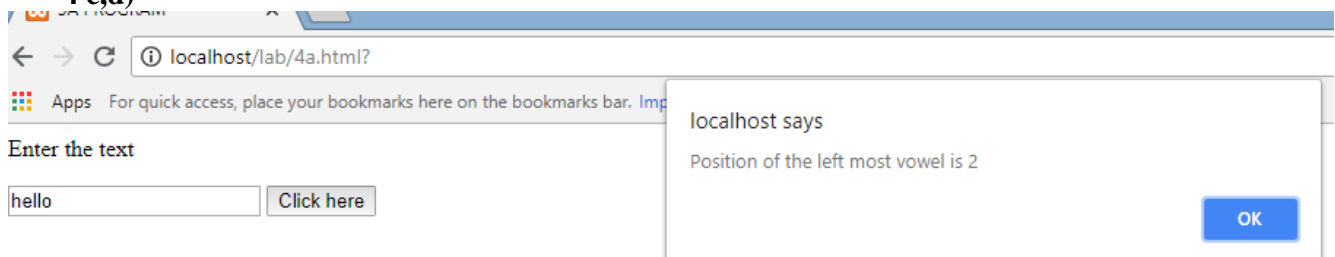 localhost/lab/4a.html?
Apps For quick access, place your bookmarks here on the bookmarks bar. Imp
localhost says
Position of the left most vowel is 2
OK
Enter the text
hello
Click here